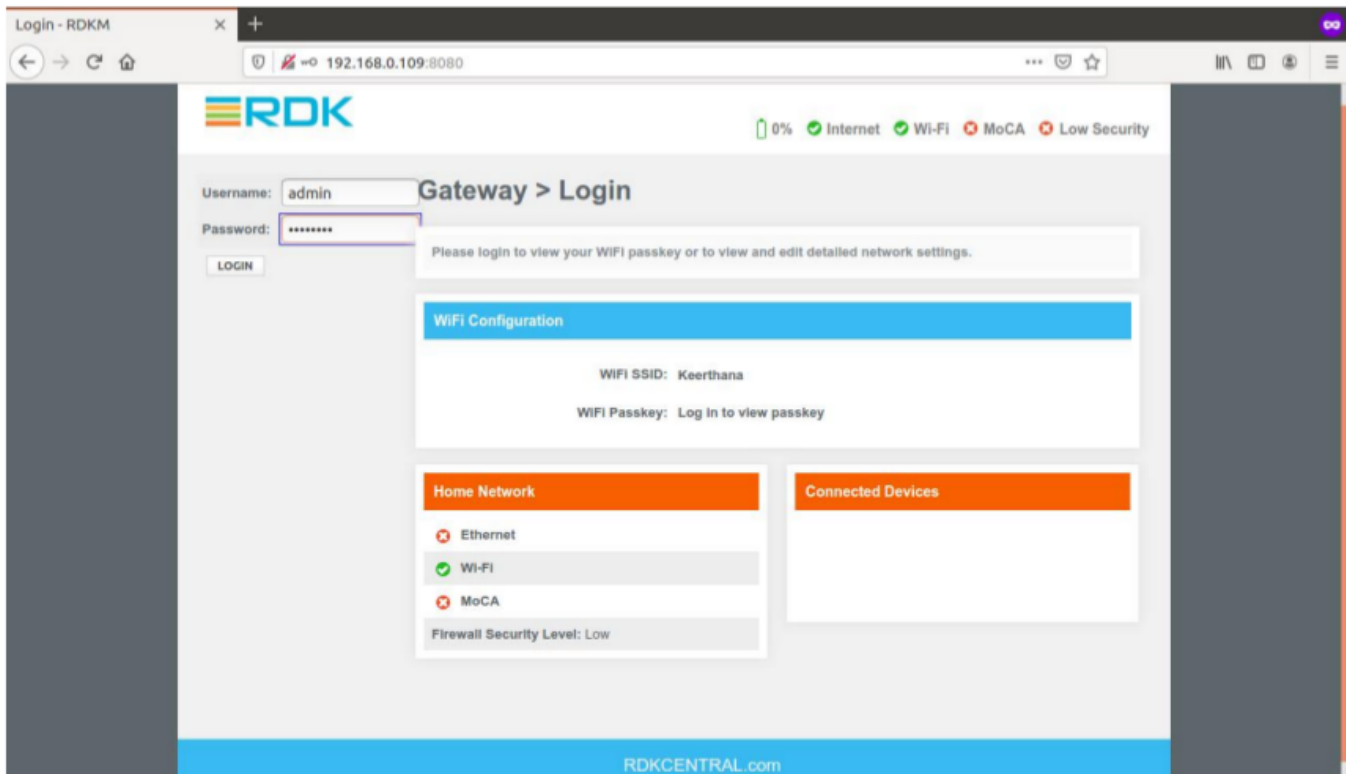 Login - RDKM
192.168.0.109:8080
RDK
0% Internet Wi-Fi MoCA Low Security
Username: admin
Password: ••••••••
LOGIN
Gateway > Login
Please login to view your WiFi passkey or to view and edit detailed network settings.
WiFi Configuration
WiFi SSID: Keerthana
WiFi Passkey: Log in to view passkey
Home Network
Ethernet
Wi-Fi
MoCA
Firewall Security Level: Low
Connected Devices
RDKCENTRAL.com